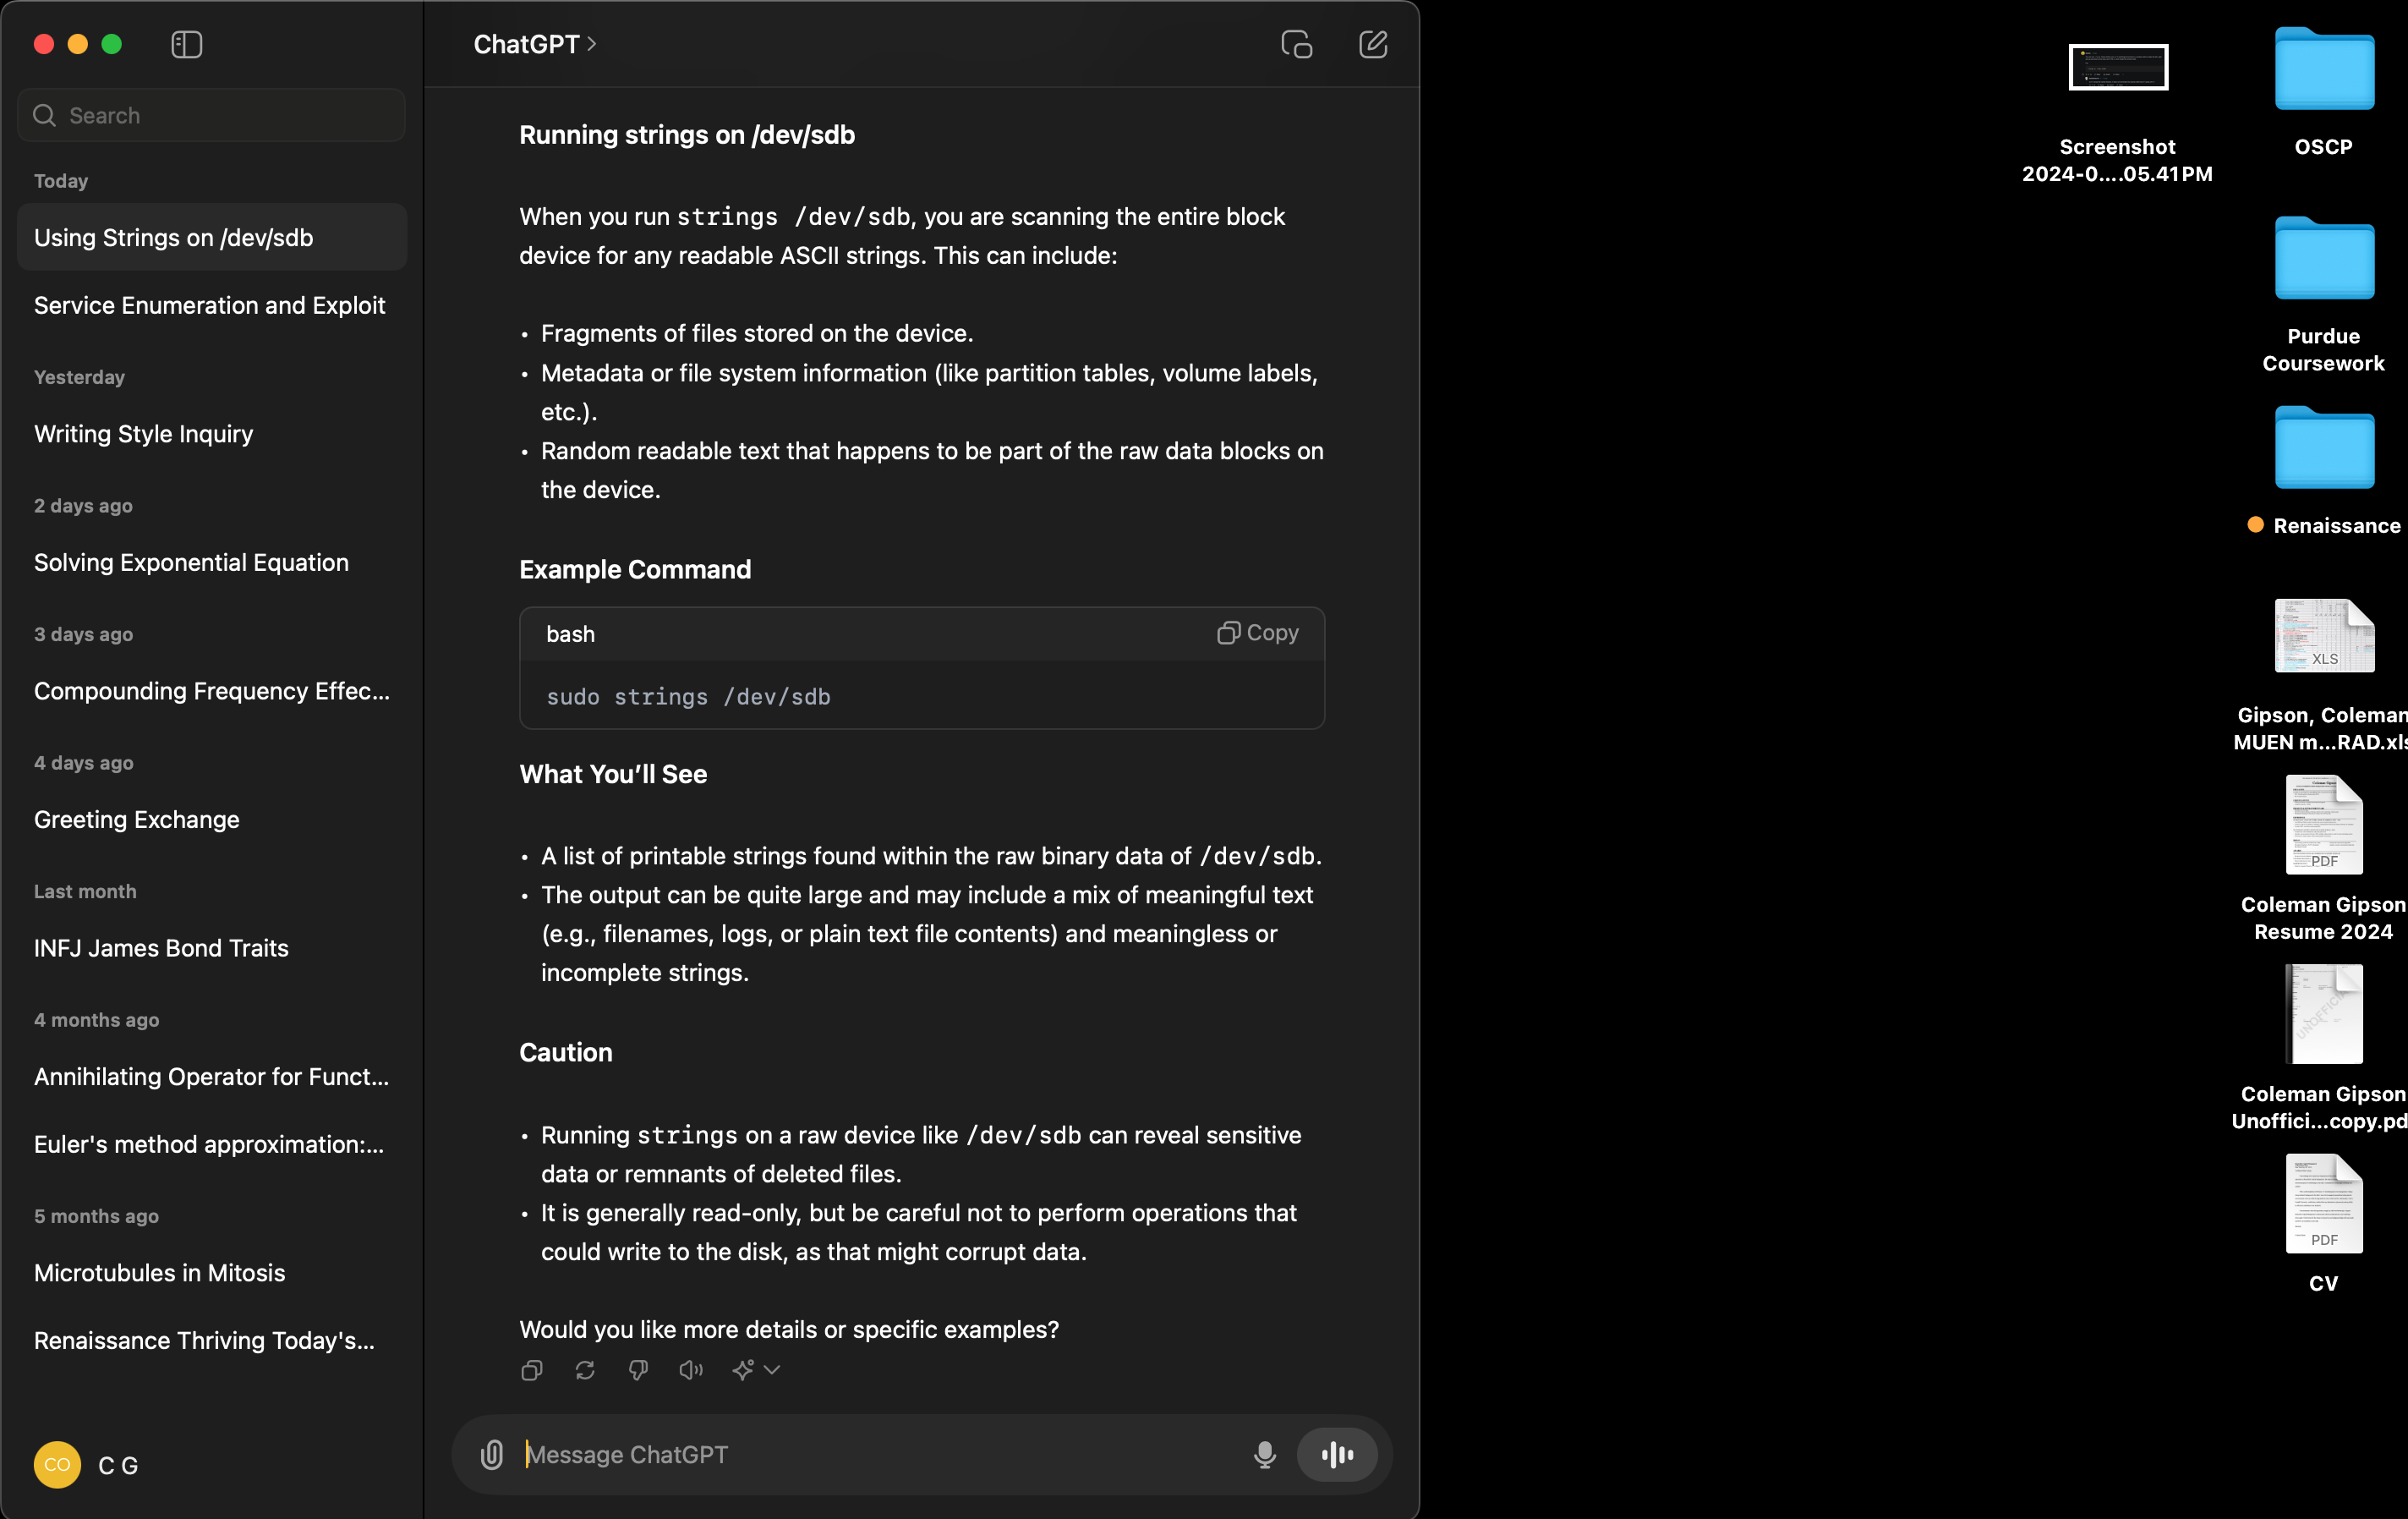 Search
Today
Using Strings on /dev/sdb
Service Enumeration and Exploit
Yesterday
Writing Style Inquiry
2 days ago
Solving Exponential Equation
3 days ago
Compounding Frequency Effec...
4 days ago
Greeting Exchange
Last month
INFJ James Bond Traits
4 months ago
Annihilating Operator for Funct...
Euler's method approximation:...
5 months ago
Microtubules in Mitosis
Renaissance Thriving Today's...
CO
C G
ChatGPT
Running strings on /dev/sdb
When you run strings /dev/sdb, you are scanning the entire block
device for any readable ASCII strings. This can include:
• Fragments of files stored on the device.
• Metadata or file system information (like partition tables, volume labels,
etc.).
• Random readable text that happens to be part of the raw data blocks on
the device.
Example Command
bash
Copy
sudo strings /dev/sdb
What You’ll See
• A list of printable strings found within the raw binary data of /dev/sdb.
• The output can be quite large and may include a mix of meaningful text
(e.g., filenames, logs, or plain text file contents) and meaningless or
incomplete strings.
Caution
• Running strings on a raw device like /dev/sdb can reveal sensitive
data or remnants of deleted files.
• It is generally read-only, but be careful not to perform operations that
could write to the disk, as that might corrupt data.
Would you like more details or specific examples?
Message ChatGPT
Screenshot
2024-0....05.41 PM
OSCP
Purdue
Coursework
Renaissance
XLS
Gipson, Coleman
MUEN m...RAD.xls
PDF
Coleman Gipson
Resume 2024
UNOFFICI
Coleman Gipson
Unoffici...copy.pd
PDF
CV